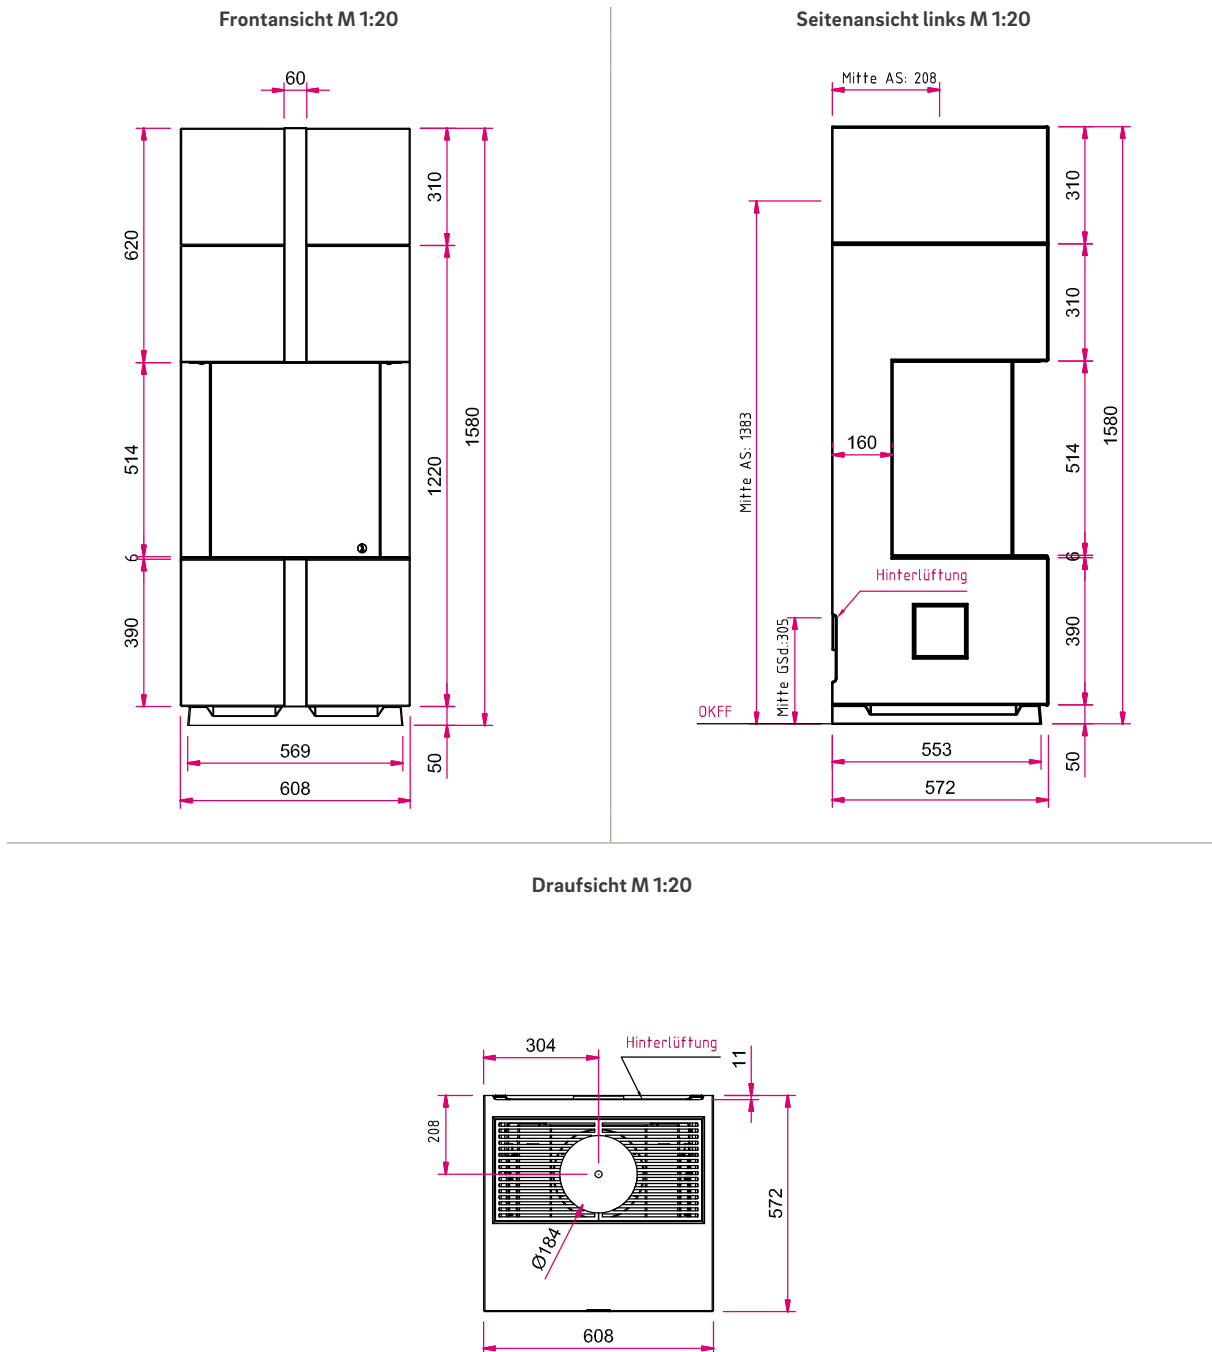 Frontansicht M 1:20
60
620
310
514
1220
1580
6
390
50
569
608
Seitenansicht links M 1:20
Mitte AS: 208
310
310
Mitte AS: 1383
160
514
1580
6
Hinterlüftung
390
Mitte GSd.:305
OKFF
50
553
572
Draufsicht M 1:20
304
Hinterlüftung
11
208
572
Ø184
608